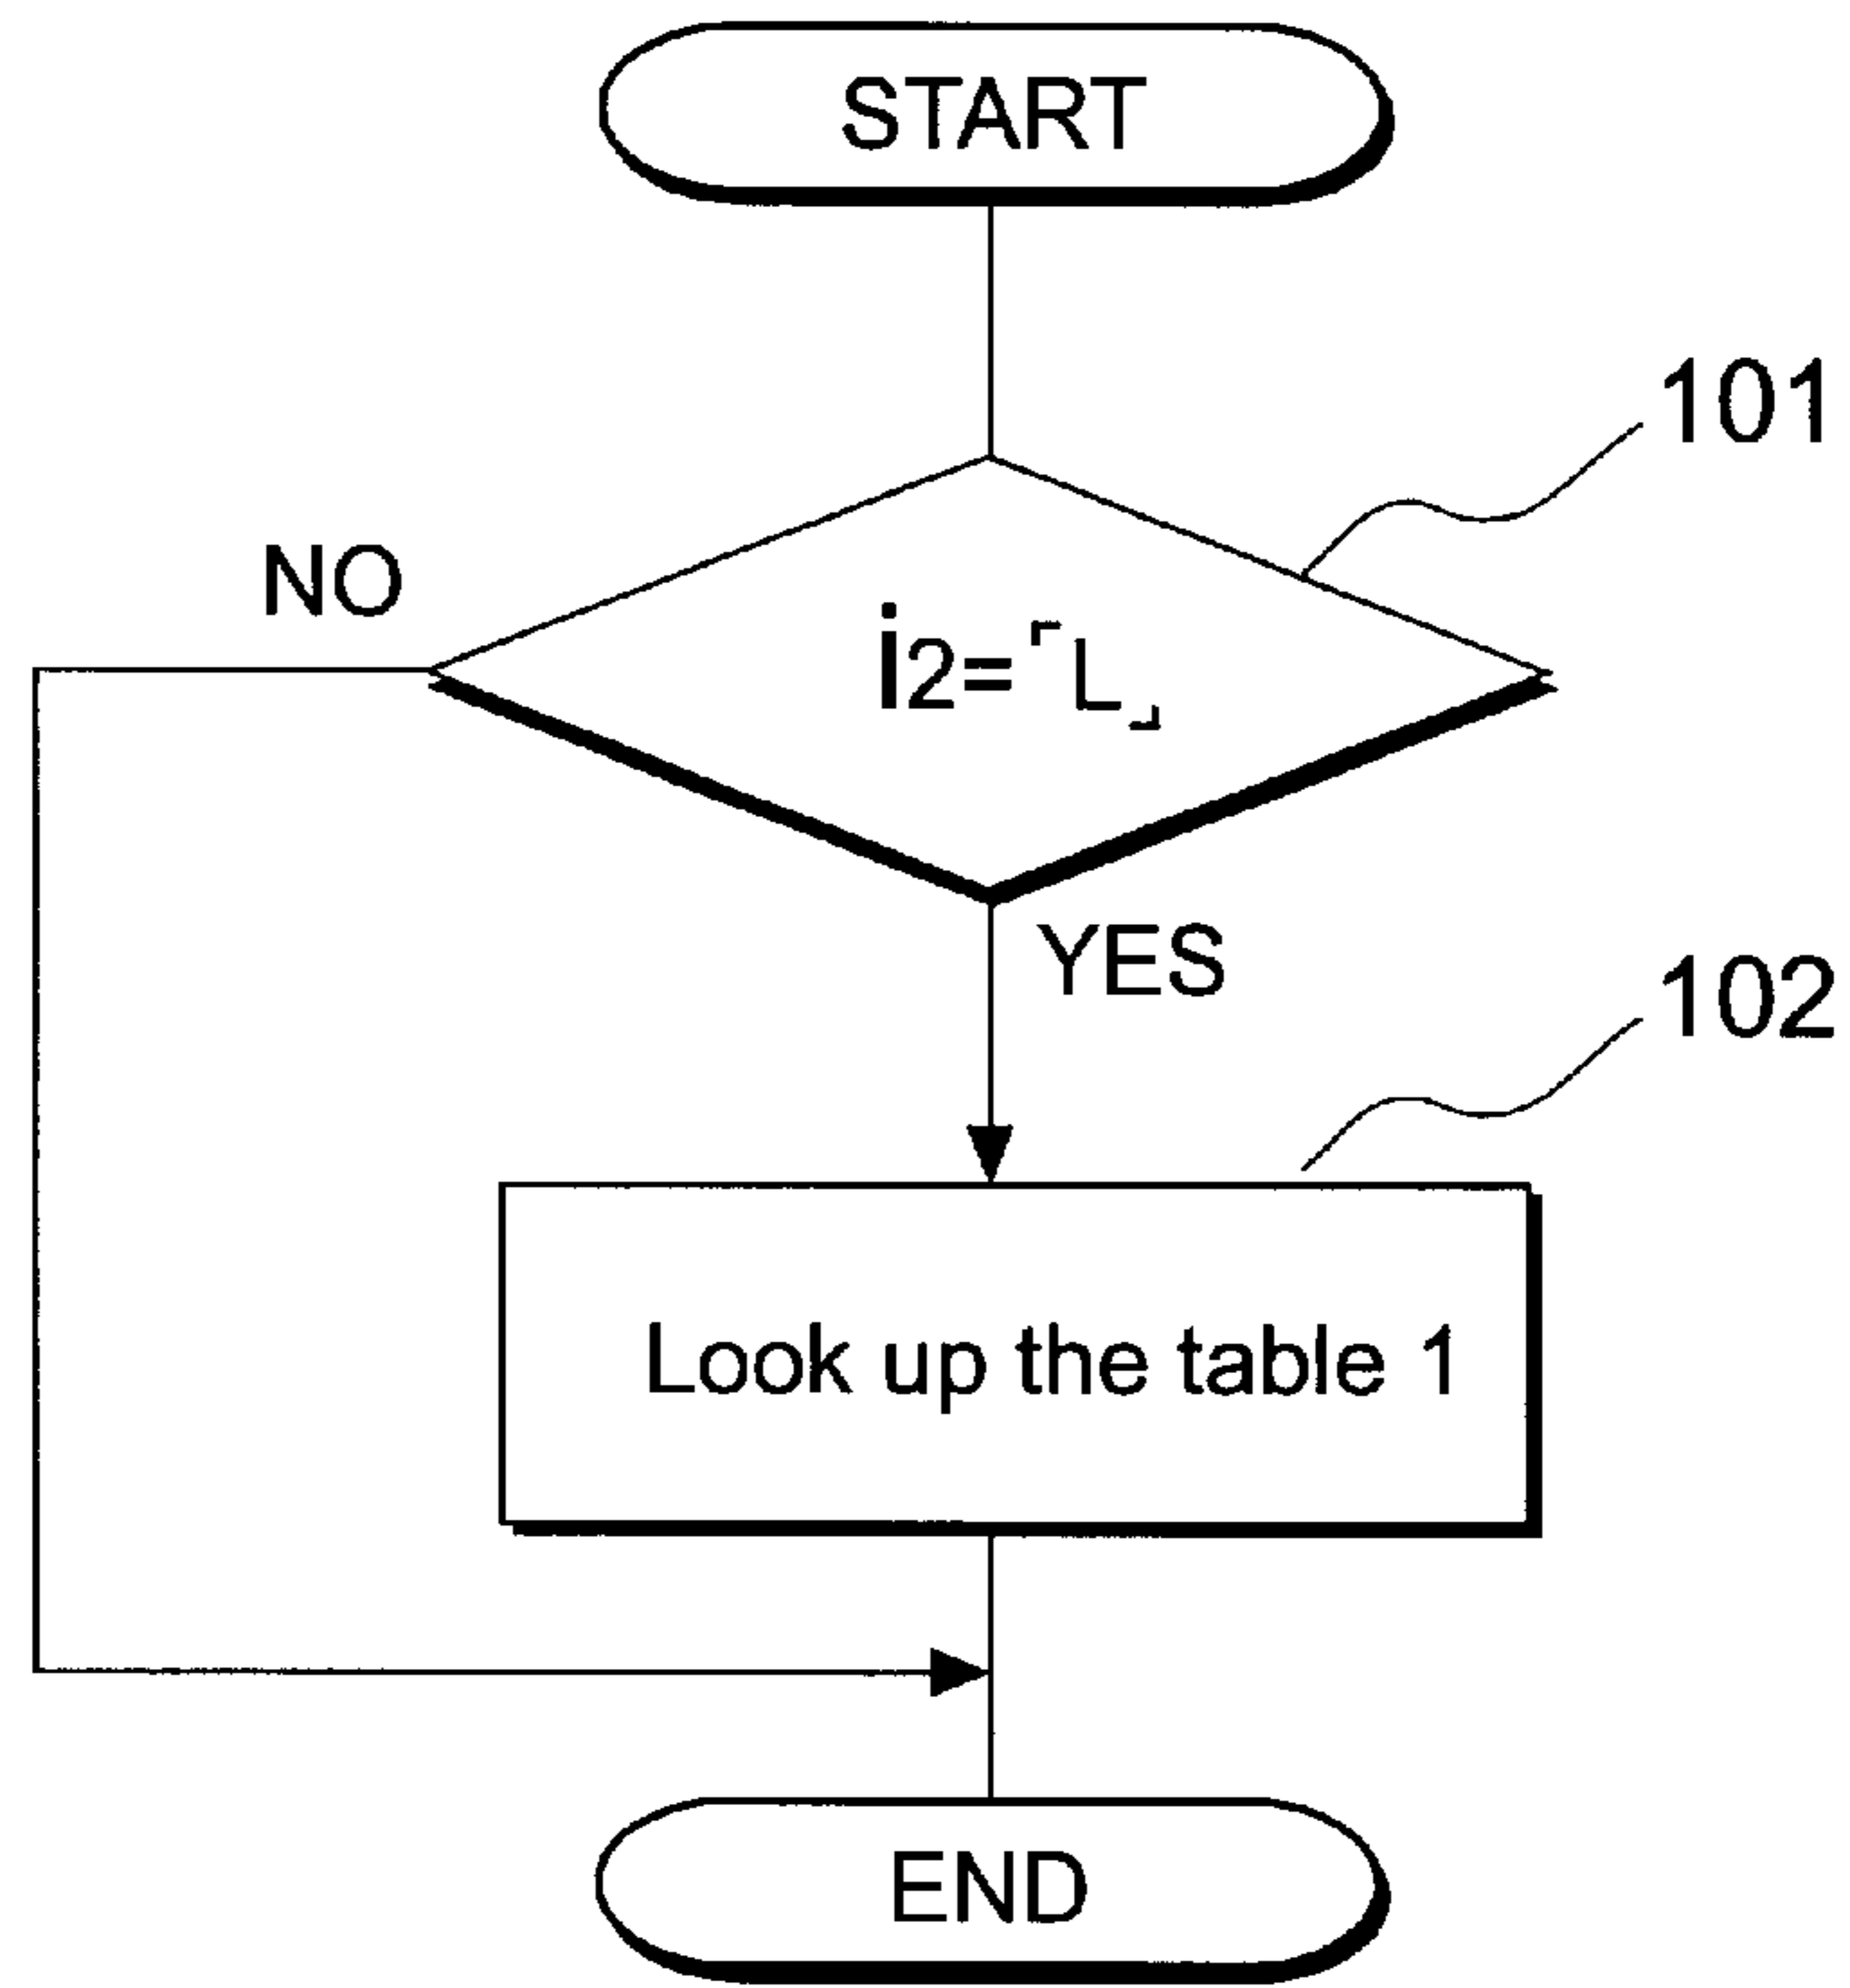 START
101
NO
i2=「L」
YES
102
Look up the table 1
END